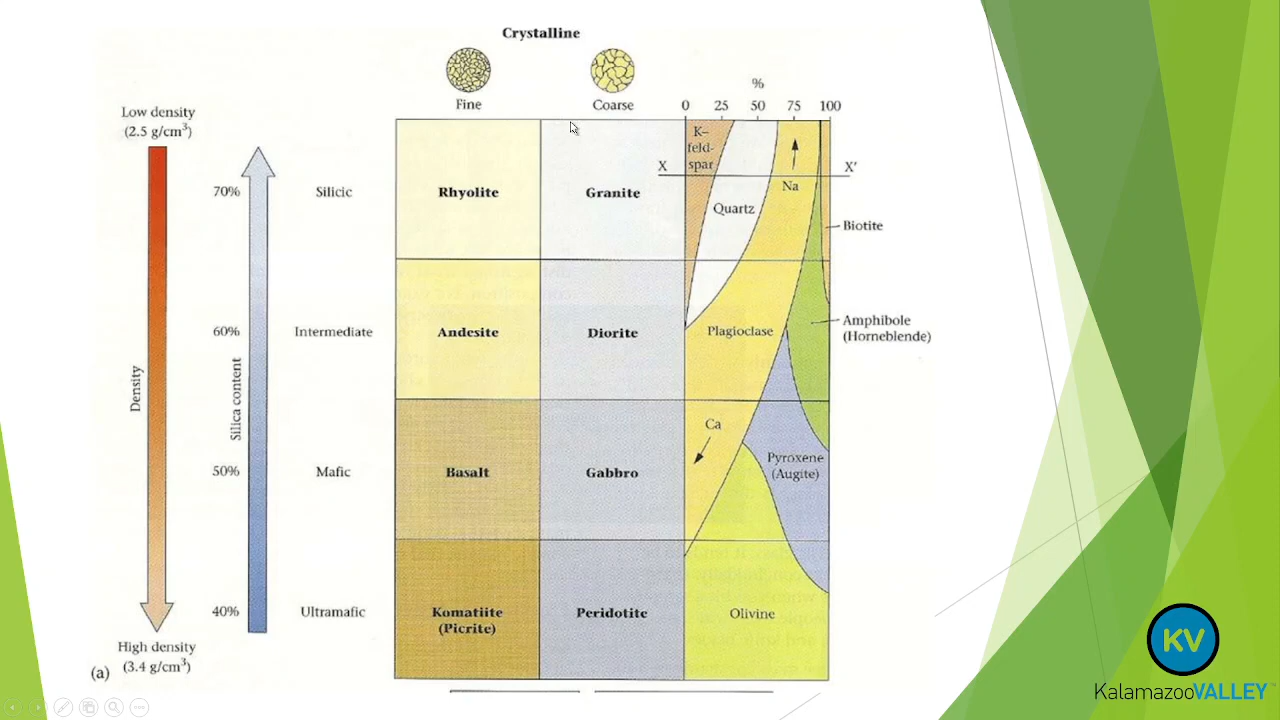 Crystalline
Fine
Coarse
%
0 25 50 75 100
Low density
(2.5 g/cm³)
K–
feld-
spar
X X'
70%
Silicic
Rhyolite
Granite
Na
Quartz
Biotite
60%
Intermediate
Andesite
Diorite
Plagioclase
Amphibole
(Horneblende)
Density
Silica content
Ca
50%
Mafic
Basalt
Gabbro
Pyroxene
(Augite)
40%
Ultramafic
Komatiite
(Picrite)
Peridotite
Olivine
High density
(3.4 g/cm³)
(a)
KV
KalamazooVALLEY™